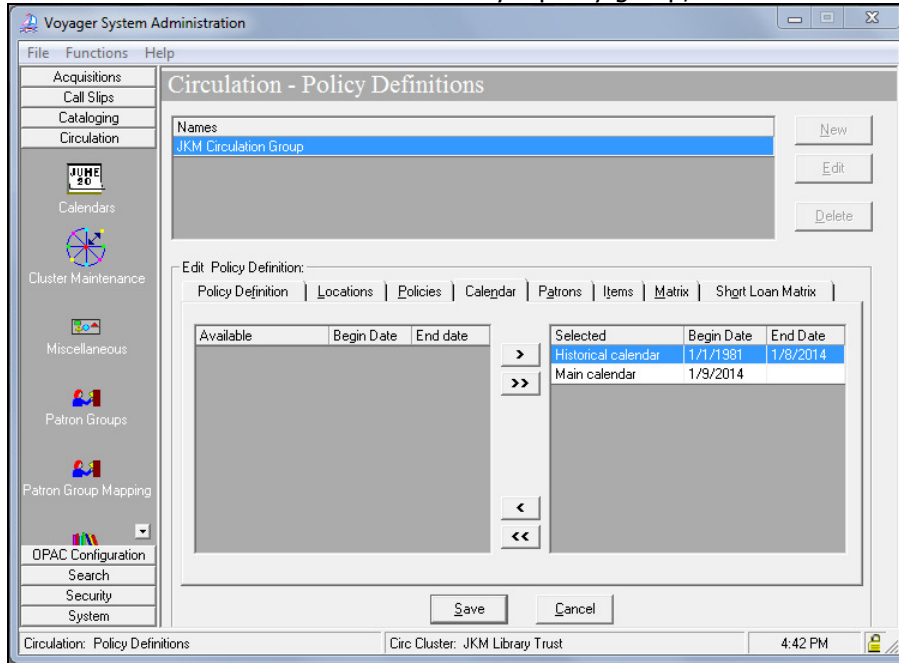 Voyager System Administration
File Functions Help
Acquisitions
Call Slips
Cataloging
Circulation
JUNE
20
Calendars
Cluster Maintenance
Miscellaneous
Patron Groups
Patron Group Mapping
OPAC Configuration
Search
Security
System
Circulation - Policy Definitions
Names
JKM Circulation Group
New
Edit
Delete
Edit Policy Definition:
Policy Definition Locations Policies Calendar Patrons Items Matrix Short Loan Matrix
Available Begin Date End date
> 
>>
<
<<
Selected Begin Date End Date
Historical calendar 1/1/1981 1/8/2014
Main calendar 1/9/2014
Save Cancel
Circulation: Policy Definitions Circ Cluster: JKM Library Trust 4:42 PM